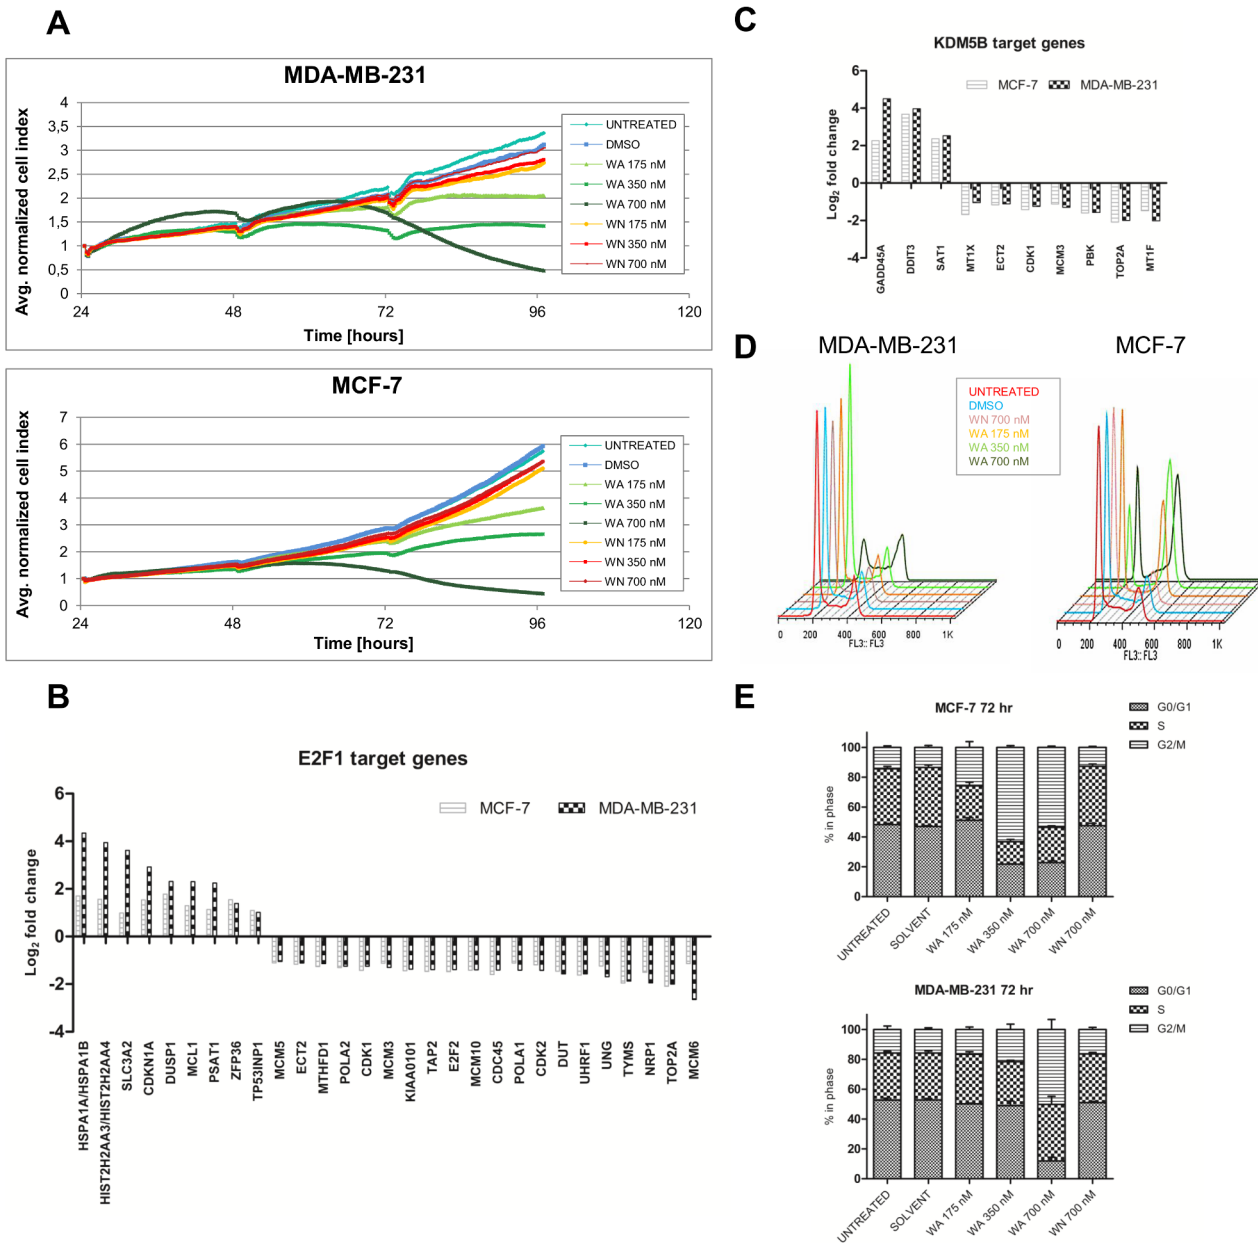 A
MDA-MB-231
Avg. normalized cell index
4
3,5
3
2,5
2
1,5
1
0,5
0
24
48
72
96
120
Time [hours]
UNTREATED
DMSO
WA 175 nM
WA 350 nM
WA 700 nM
WN 175 nM
WN 350 nM
WN 700 nM
MCF-7
Avg. normalized cell index
7
6
5
4
3
2
1
0
24
48
72
96
120
Time [hours]
UNTREATED
DMSO
WA 175 nM
WA 350 nM
WA 700 nM
WN 175 nM
WN 350 nM
WN 700 nM
B
E2F1 target genes
MCF-7
MDA-MB-231
Log2 fold change
6
4
2
0
-2
-4
HSPA1A/HSPA1B
HIST2H2AA3/HIST2H2AA4
SLC3A2
CDKN1A
DUSP1
MCL1
PSAT1
ZFP36
TP53INP1
MCM5
ECT2
MTHFD1
POLA2
CDK1
MCM3
KIAA0101
TAP2
E2F2
MCM10
CDC45
POLA1
CDK2
DUT
UHRF1
UNG
TYMS
NRP1
TOP2A
MCM6
C
KDM5B target genes
MCF-7
MDA-MB-231
Log2 fold change
6
4
2
0
-2
-4
GADD45A
DDIT3
SAT1
MT1X
ECT2
CDK1
MCM3
PBK
TOP2A
MT1F
D
MDA-MB-231
MCF-7
UNTREATED
DMSO
WN 700 nM
WA 175 nM
WA 350 nM
WA 700 nM
0
200
400
600
800
1K
FL3:: FL3
0
200
400
600
800
1K
FL3:: FL3
E
MCF-7 72 hr
G0/G1
S
G2/M
% in phase
100
80
60
40
20
0
UNTREATED
SOLVENT
WA 175 nM
WA 350 nM
WA 700 nM
WN 700 nM
MDA-MB-231 72 hr
G0/G1
S
G2/M
% in phase
100
80
60
40
20
0
UNTREATED
SOLVENT
WA 175 nM
WA 350 nM
WA 700 nM
WN 700 nM